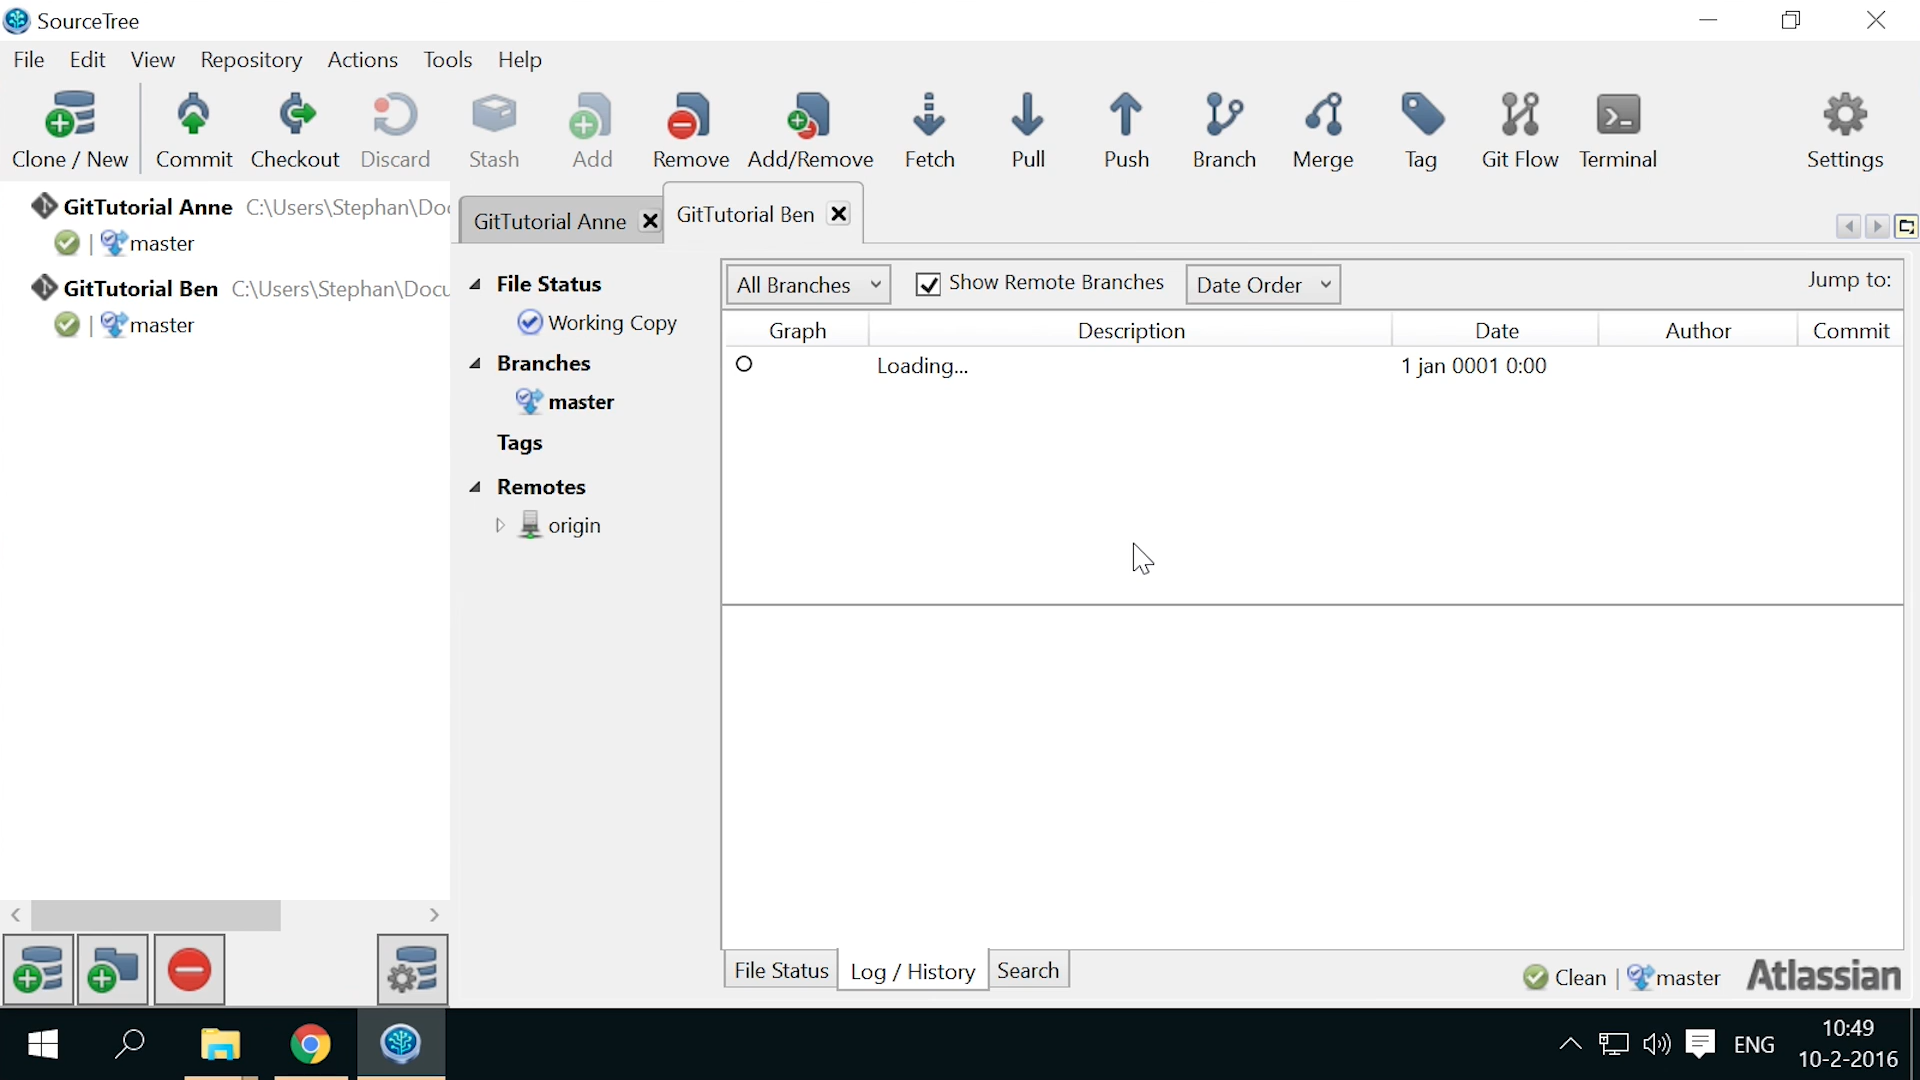 SourceTree
File Edit View Repository Actions Tools Help
Clone / New Commit Checkout Discard Stash Add Remove Add/Remove Fetch Pull Push Branch Merge Tag Git Flow Terminal Settings
GitTutorial Anne C:\Users\Stephan\Doc
master
GitTutorial Ben C:\Users\Stephan\Docu
master
GitTutorial Anne GitTutorial Ben
File Status
Working Copy
Branches
master
Tags
Remotes
origin
All Branches Show Remote Branches Date Order Jump to:
Graph Description Date Author Commit
Loading... 1 jan 0001 0:00
File Status Log / History Search
Clean master Atlassian
ENG
10:49
10-2-2016